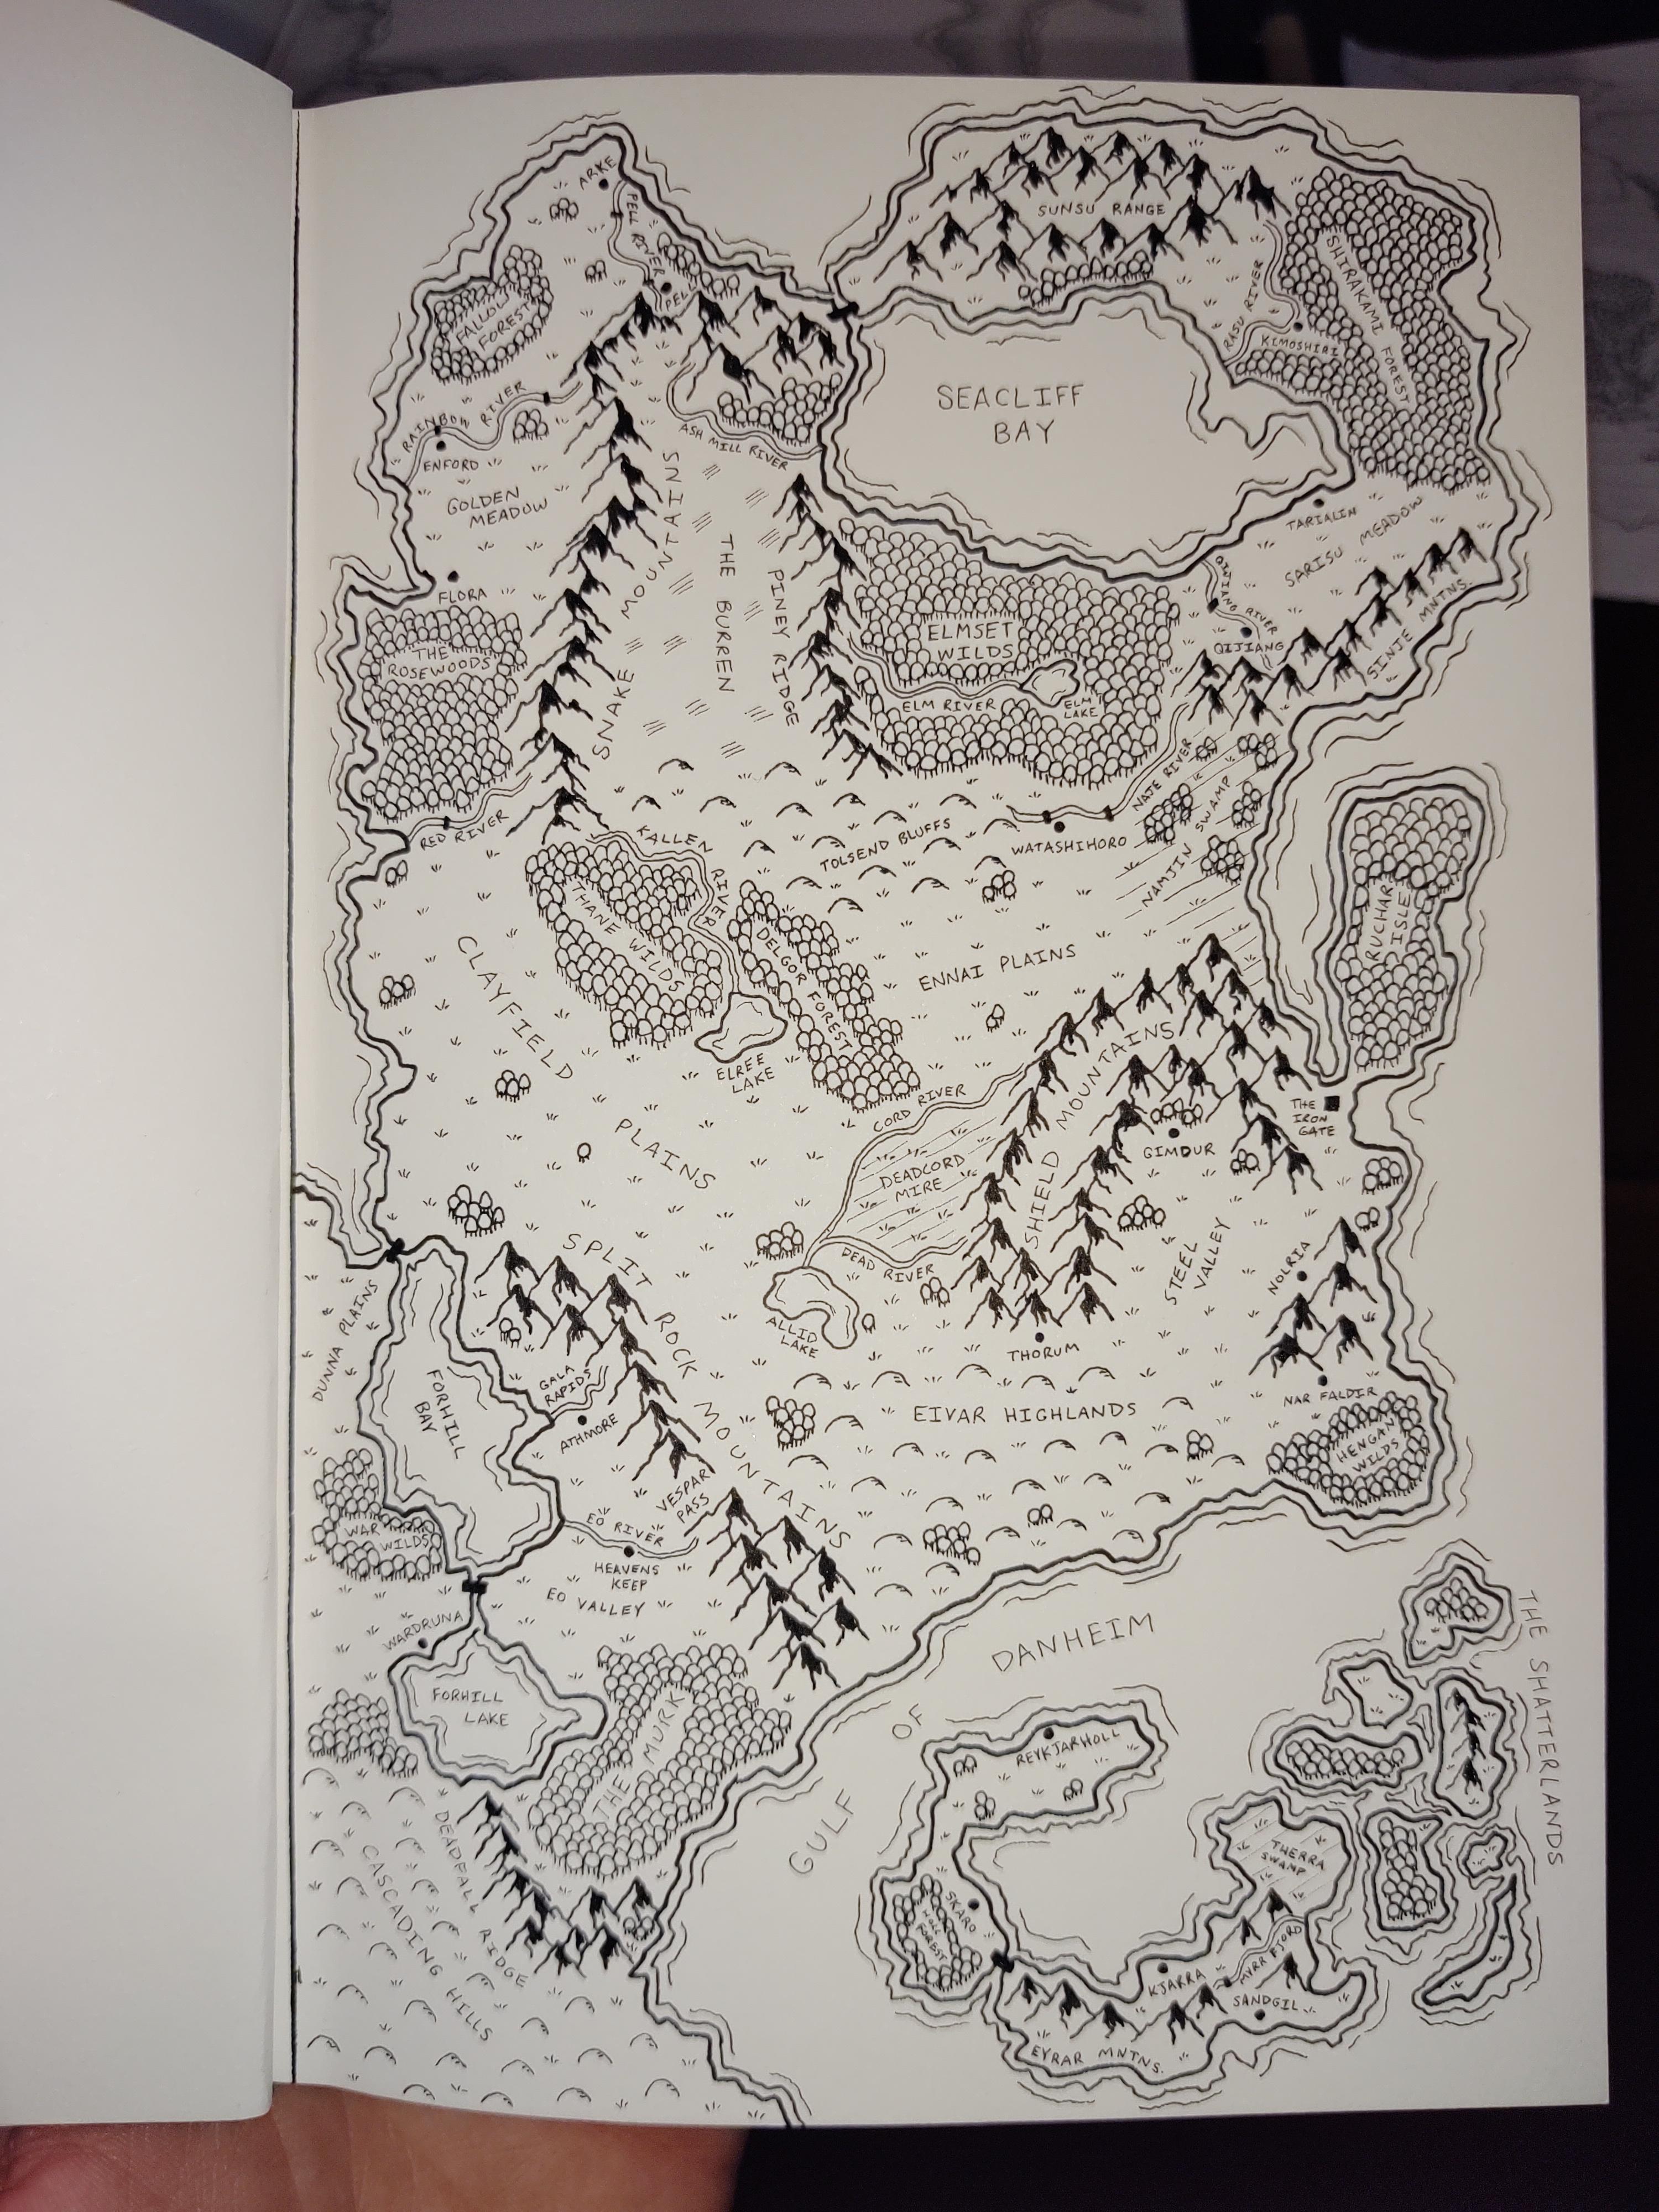 ARKE
PELL RIVER
PELL
SUNSU RANGE
SHIRAKAMI
FOREST
FALLOW
FOREST
RASU RIVER
KIMOSHIRI
SEACLIFF
BAY
RAINBOW RIVER
ENFORD
ASH MILL RIVER
GOLDEN
MEADOW
TARIALIN
SARISU MEADOW
SNAKE MOUNTAINS
THE BURREN
PINEY RIDGE
FLORA
QIJIANG RIVER
QIJIANG
SINJE MNTNS.
ELMSET
WILDS
THE
ROSEWOODS
ELM RIVER
ELM
LAKE
NAJE RIVER
RED RIVER
KALLEN RIVER
TOLSEND BLUFFS
WATASHIHORO
NAMJIN SWAMP
THANE WILDS
DELGOR FOREST
RUCHAR
ISLE
CLAYFIELD
PLAINS
ENNAI PLAINS
ELREE
LAKE
CORD RIVER
SHIELD MOUNTAINS
THE
IRON
GATE
GIMDUR
DEADCORD
MIRE
STEEL
VALLEY
DEAD RIVER
NOLRIA
SPLIT ROCK MOUNTAINS
DUNNA PLAINS
ALLID
LAKE
THORUM
FORHILL
BAY
GALA
RAPIDS
ATHMORE
NAR FALDIR
EIVAR HIGHLANDS
HENGAN
WILDS
VESPAR
PASS
WAR
WILDS
EO RIVER
HEAVENS
KEEP
EO VALLEY
WARDRUNA
GULF OF DANHEIM
THE SHATTERLANDS
FORHILL
LAKE
THE MURK
REYKJARHOLL
DEADFALL RIDGE
CASCADING HILLS
THERRA
SWAMP
SKARO
FOREST
MYRR FJORD
KJARRA
SANDGIL
EYRAR MNTNS.